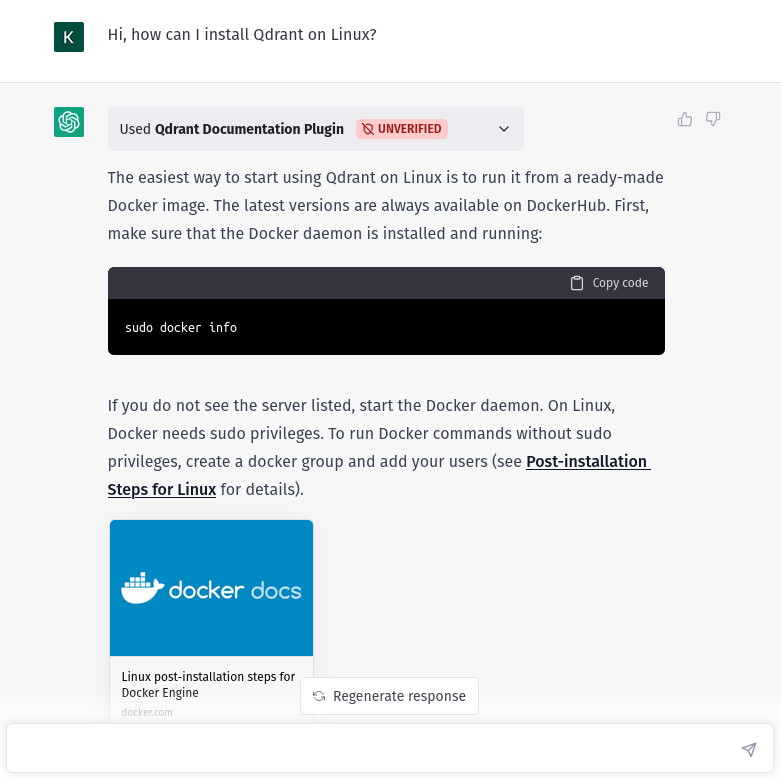 K
Hi, how can I install Qdrant on Linux?
Used Qdrant Documentation Plugin UNVERIFIED
The easiest way to start using Qdrant on Linux is to run it from a ready-made
Docker image. The latest versions are always available on DockerHub. First,
make sure that the Docker daemon is installed and running:
Copy code
sudo docker info
If you do not see the server listed, start the Docker daemon. On Linux,
Docker needs sudo privileges. To run Docker commands without sudo
privileges, create a docker group and add your users (see Post-installation
Steps for Linux for details).
docker docs
Linux post-installation steps for
Docker Engine
docker.com
Regenerate response